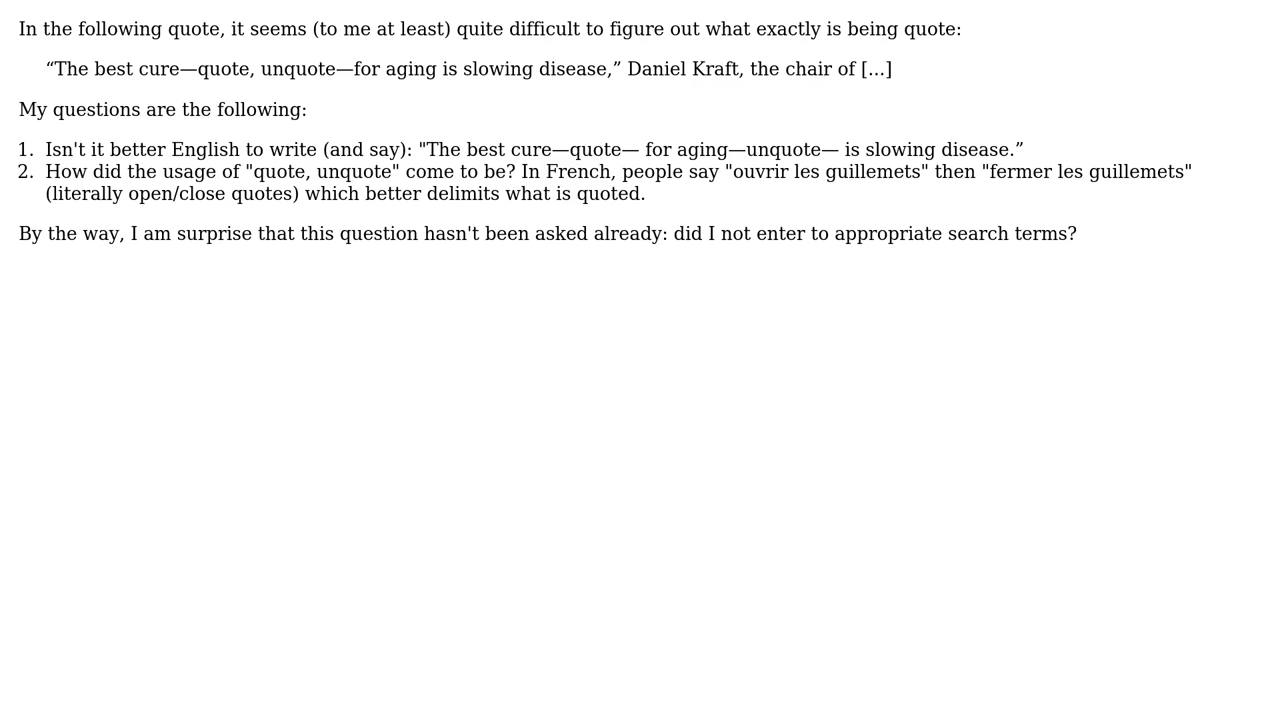 In the following quote, it seems (to me at least) quite difficult to figure out what exactly is being quote:
“The best cure—quote, unquote—for aging is slowing disease,” Daniel Kraft, the chair of [...]
My questions are the following:
1. Isn't it better English to write (and say): "The best cure—quote— for aging—unquote— is slowing disease.”
2. How did the usage of "quote, unquote" come to be? In French, people say "ouvrir les guillemets" then "fermer les guillemets"
(literally open/close quotes) which better delimits what is quoted.
By the way, I am surprise that this question hasn't been asked already: did I not enter to appropriate search terms?